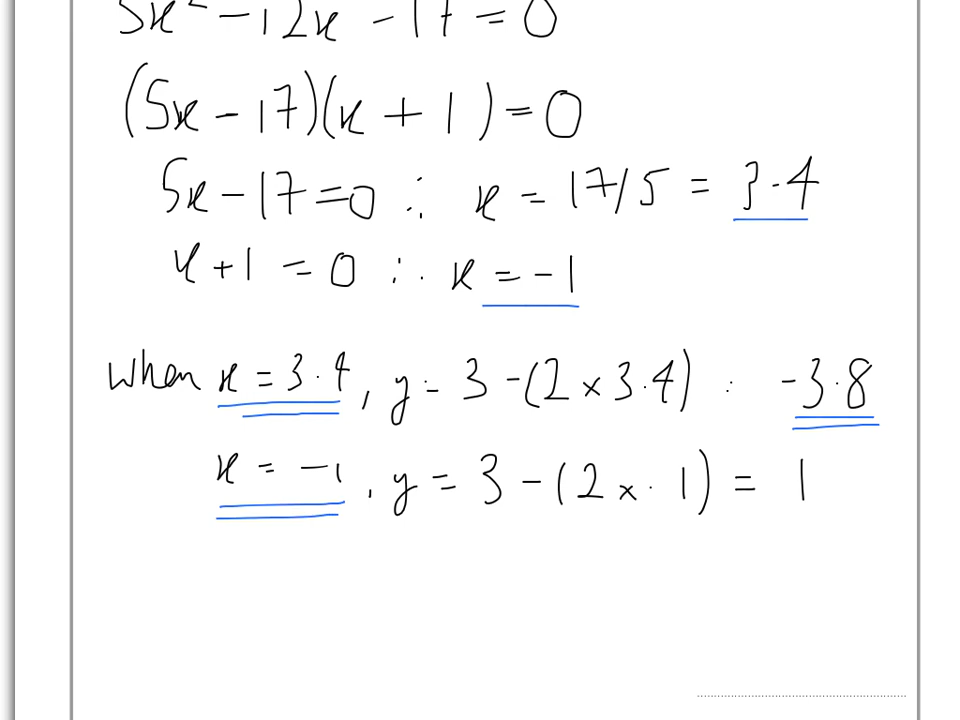 5x² - 12x - 17 = 0
(5x - 17)(x + 1) = 0
5x - 17 = 0 ∴ x = 17/5 = 3·4
x + 1 = 0 ∴ x = -1
when x = 3·4, y = 3 - (2 × 3·4) = -3·8
x = -1, y = 3 - (2 × -1) = 1